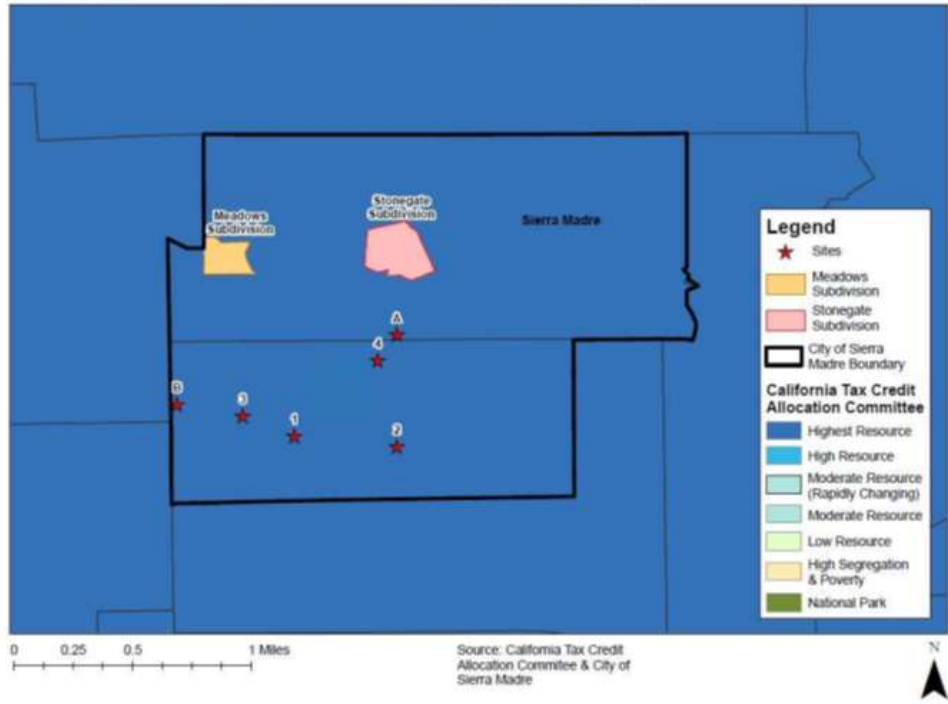 Meadows
Subdivision
Stonegate
Subdivision
Sierra Madre
A
4
B
3
1
2
Legend
Sites
Meadows
Subdivision
Stonegate
Subdivision
City of Sierra
Madre Boundary
California Tax Credit
Allocation Committee
Highest Resource
High Resource
Moderate Resource
(Rapidly Changing)
Moderate Resource
Low Resource
High Segregation
& Poverty
National Park
0 0.25 0.5 1 Miles
Source: California Tax Credit
Allocation Commitee & City of
Sierra Madre
N